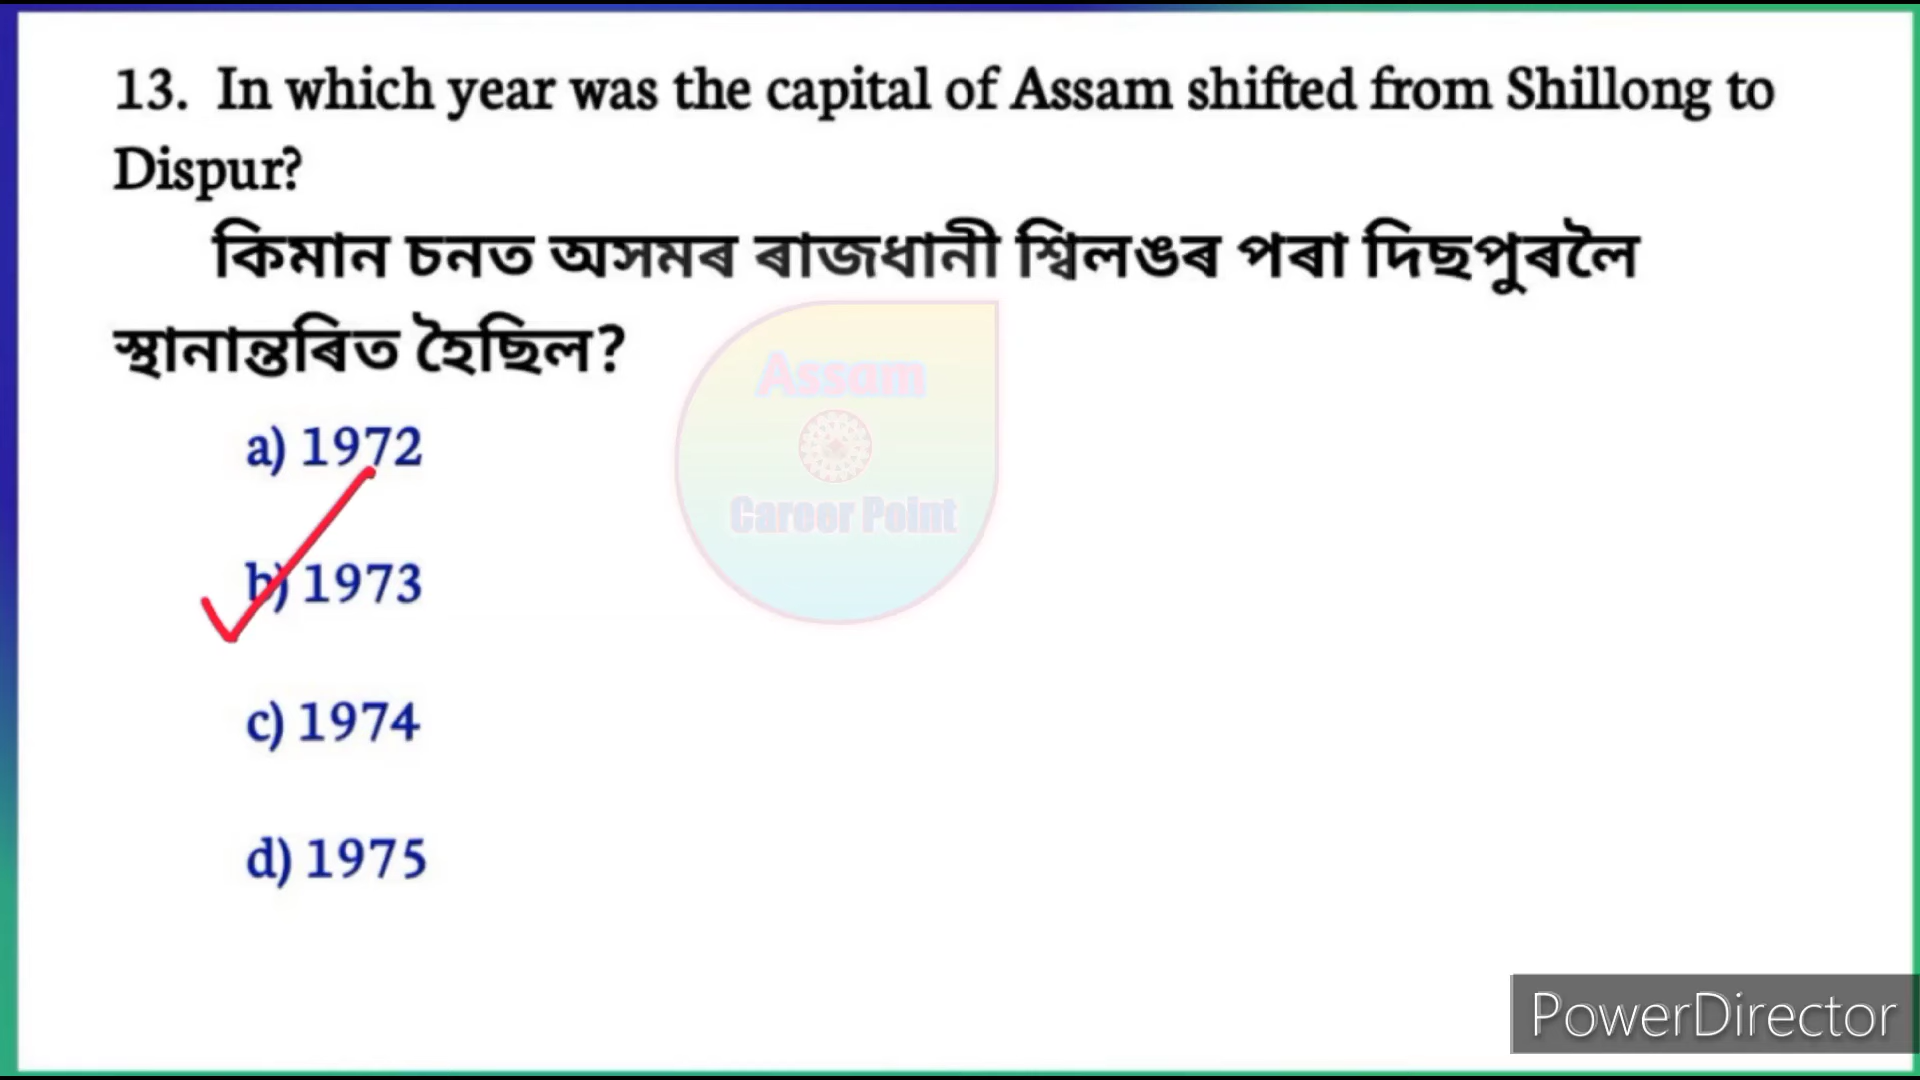 13. In which year was the capital of Assam shifted from Shillong to
Dispur?
কিমান চনত অসমৰ ৰাজধানী শ্বিলঙৰ পৰা দিছপুৰলৈ
স্থানান্তৰিত হৈছিল?
Assam
Career Point
a) 1972
b) 1973
c) 1974
d) 1975
PowerDirector